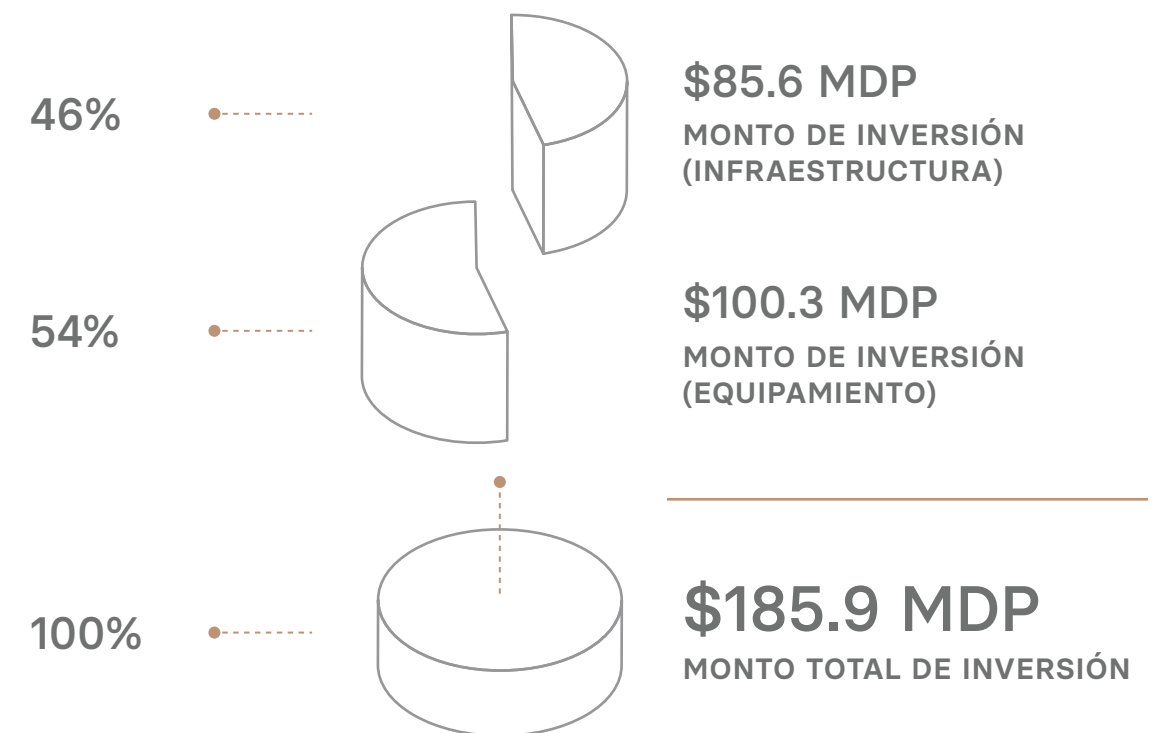 46%
$85.6 MDP
MONTO DE INVERSIÓN
(INFRAESTRUCTURA)
54%
$100.3 MDP
MONTO DE INVERSIÓN
(EQUIPAMIENTO)
100%
$185.9 MDP
MONTO TOTAL DE INVERSIÓN